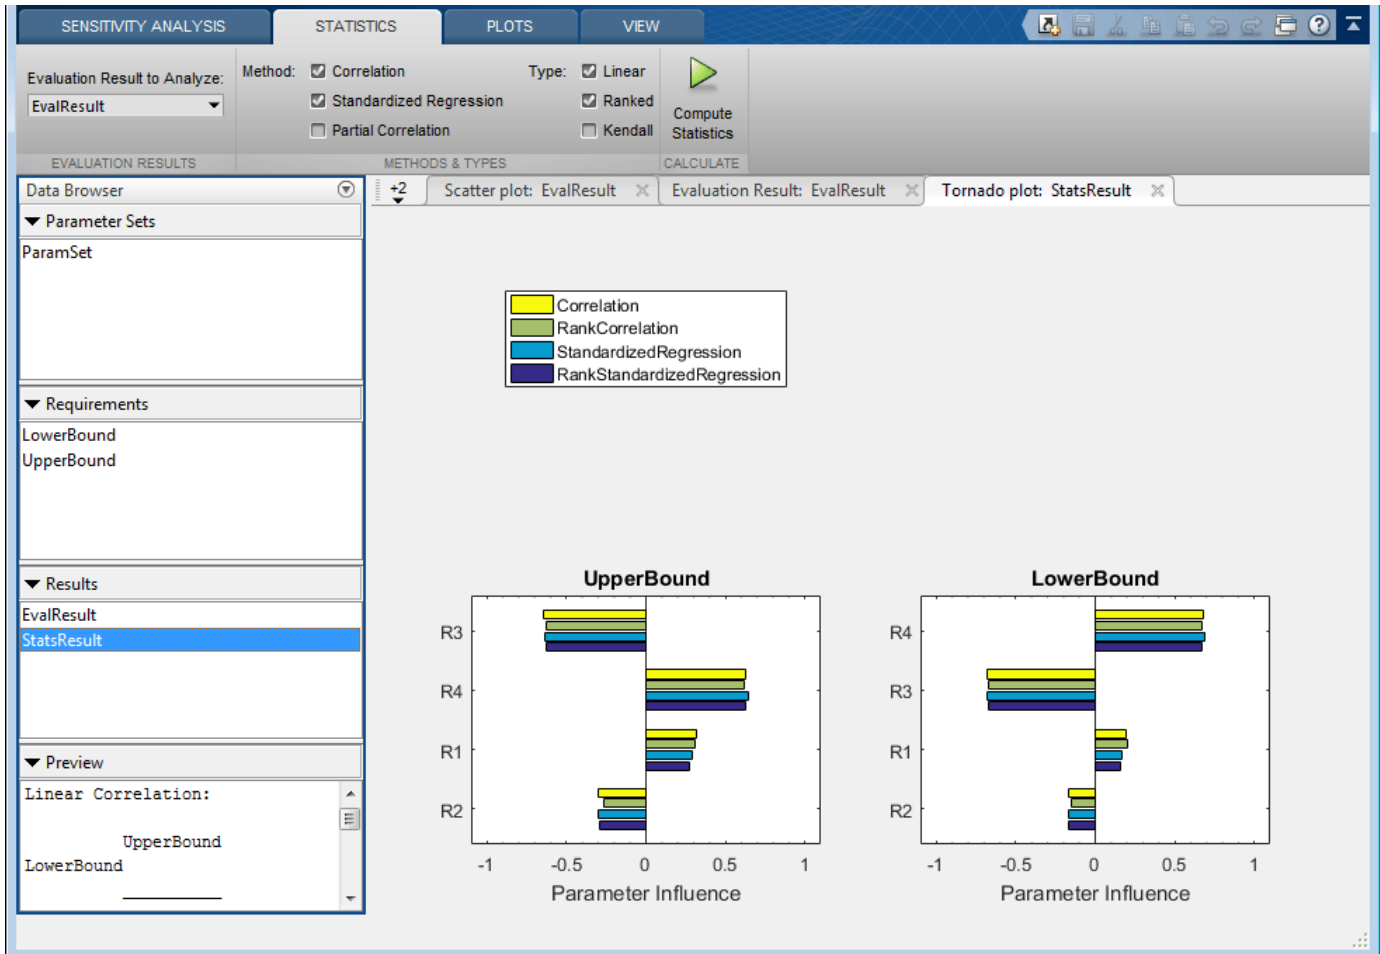 SENSITIVITY ANALYSIS STATISTICS PLOTS VIEW
Evaluation Result to Analyze:
EvalResult
EVALUATION RESULTS
Method: Correlation Type: Linear
Standardized Regression Ranked
Partial Correlation Kendall
METHODS & TYPES
Compute
Statistics
CALCULATE
Data Browser
+2 Scatter plot: EvalResult Evaluation Result: EvalResult Tornado plot: StatsResult
Parameter Sets
ParamSet
Requirements
LowerBound
UpperBound
Results
EvalResult
StatsResult
Preview
Linear Correlation:
UpperBound
LowerBound
Correlation
RankCorrelation
StandardizedRegression
RankStandardizedRegression
UpperBound
R3
R4
R1
R2
-1 -0.5 0 0.5 1
Parameter Influence
LowerBound
R4
R3
R1
R2
-1 -0.5 0 0.5 1
Parameter Influence